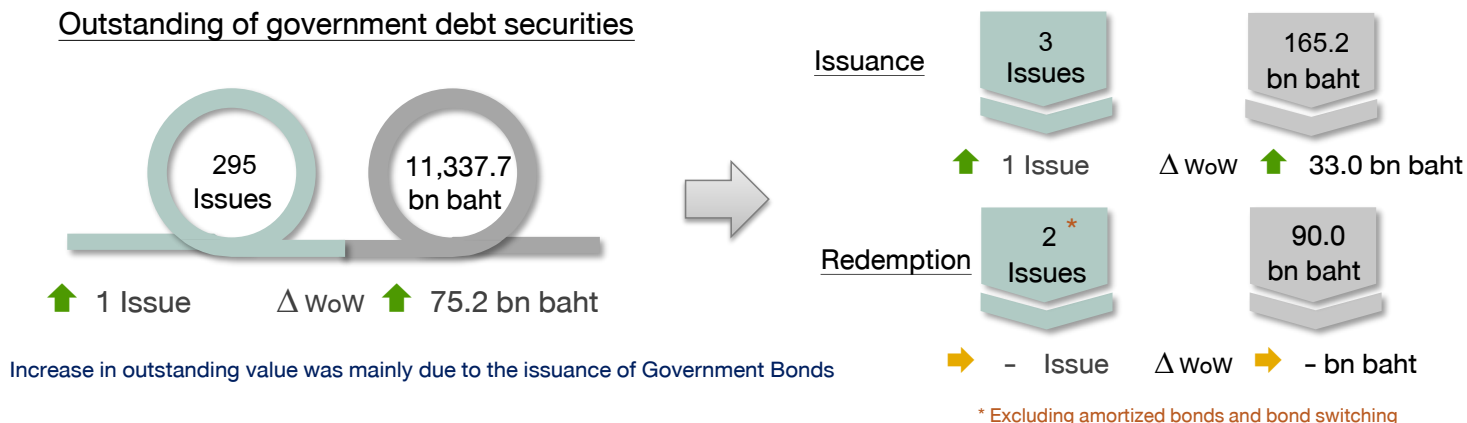 Outstanding of government debt securities
295
Issues
11,337.7
bn baht
1 Issue Δ WoW 75.2 bn baht
Increase in outstanding value was mainly due to the issuance of Government Bonds
Issuance
3
Issues
165.2
bn baht
1 Issue Δ WoW 33.0 bn baht
Redemption
2 *
Issues
90.0
bn baht
- Issue Δ WoW - bn baht
* Excluding amortized bonds and bond switching